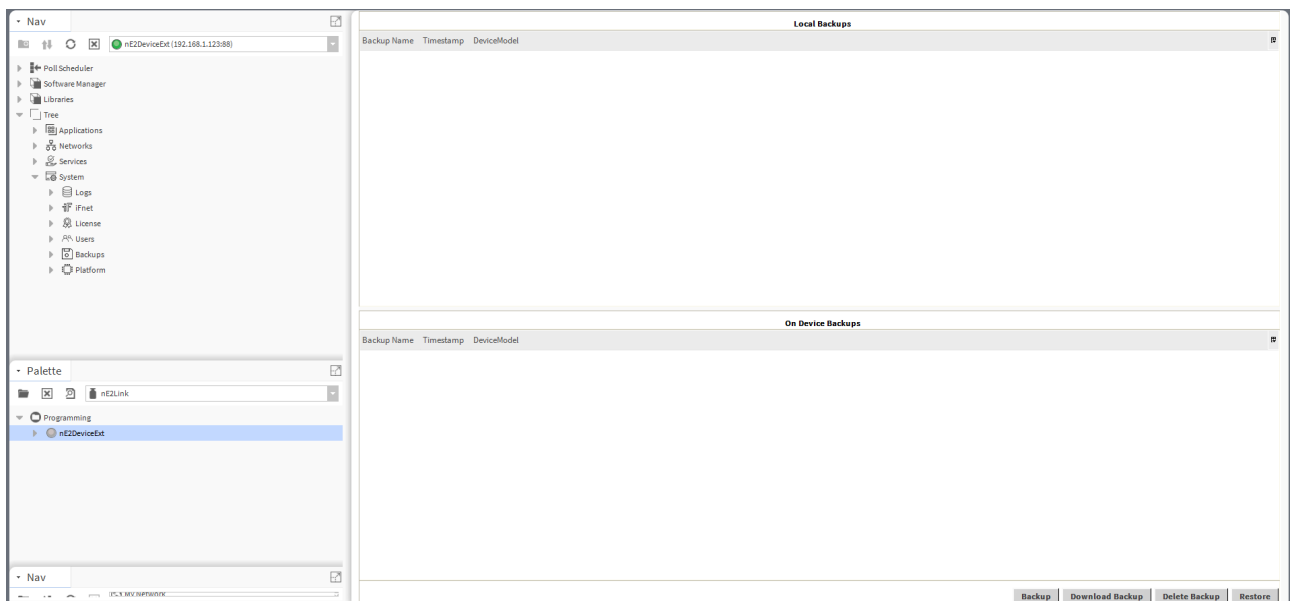 Nav
nE2DeviceExt (192.168.1.123:88)
Poll Scheduler
Software Manager
Libraries
Tree
Applications
Networks
Services
System
Logs
iFnet
License
Users
Backups
Platform
Palette
nE2Link
Programming
nE2DeviceExt
Nav
My Network
Local Backups
Backup Name Timestamp DeviceModel
On Device Backups
Backup Name Timestamp DeviceModel
Backup Download Backup Delete Backup Restore